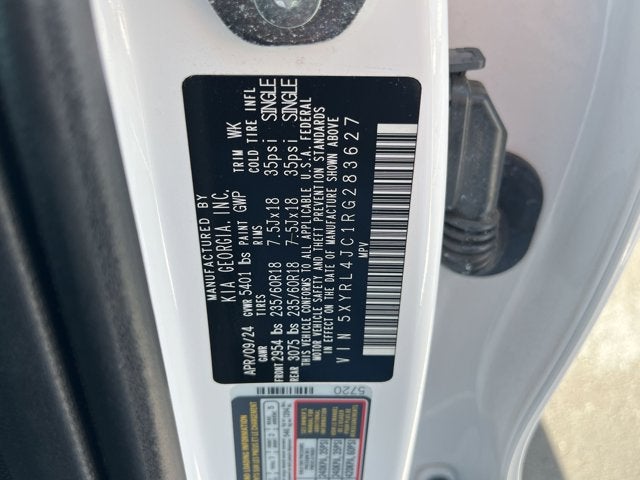 MANUFACTURED BY
KIA GEORGIA, INC.
APR/09/24 GVWR 5401 lbs PAINT GWP TRIM WK
GAWR TIRES RIMS COLD TIRE INFL
FRONT 2954 lbs 235/60R18 7.5Jx18 35psi SINGLE
REAR 3075 lbs 235/60R18 7.5Jx18 35psi SINGLE
THIS VEHICLE CONFORMS TO ALL APPLICABLE U.S.A. FEDERAL
MOTOR VEHICLE SAFETY AND THEFT PREVENTION STANDARDS
IN EFFECT ON THE DATE OF MANUFACTURE SHOWN ABOVE
VIN 5XYRL4JC1RG283627
MPV
5720